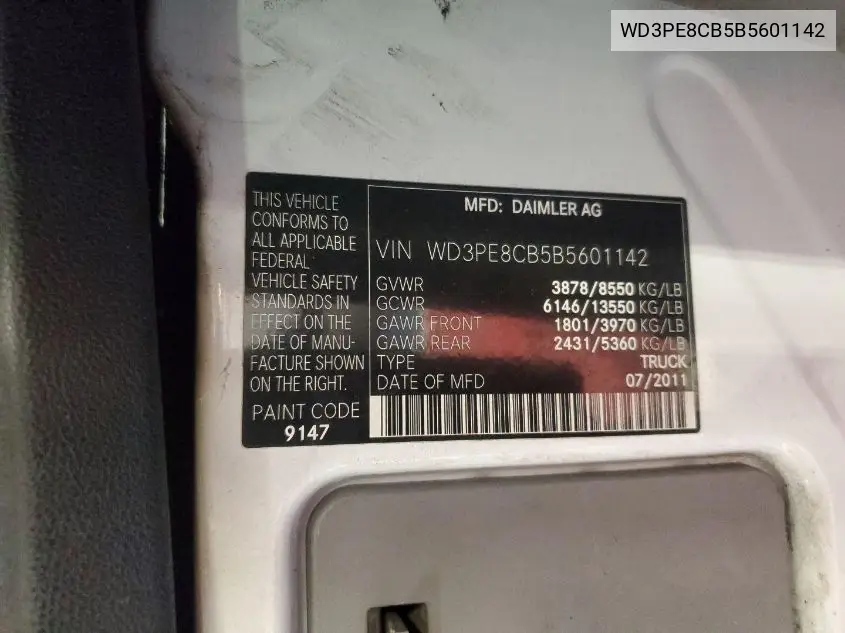 WD3PE8CB5B5601142
THIS VEHICLE
CONFORMS TO
ALL APPLICABLE
FEDERAL
VEHICLE SAFETY
STANDARDS IN
EFFECT ON THE
DATE OF MANU-
FACTURE SHOWN
ON THE RIGHT.
PAINT CODE
9147
MFD: DAIMLER AG
VIN WD3PE8CB5B5601142
GVWR 3878/8550 KG/LB
GCWR 6146/13550 KG/LB
GAWR FRONT 1801/3970 KG/LB
GAWR REAR 2431/5360 KG/LB
TYPE TRUCK
DATE OF MFD 07/2011